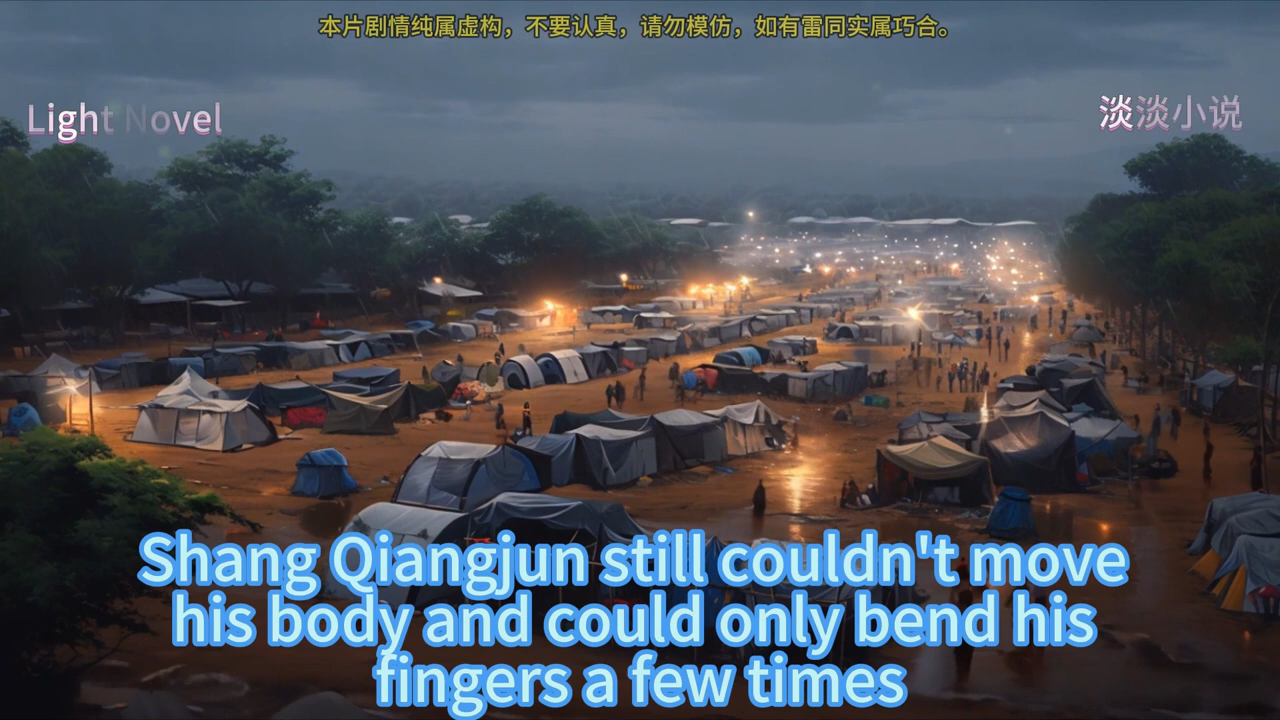 本片剧情纯属虚构，不要认真，请勿模仿，如有雷同实属巧合。
Light Novel
淡淡小说
Shang Qiangjun still couldn't move
his body and could only bend his
fingers a few times